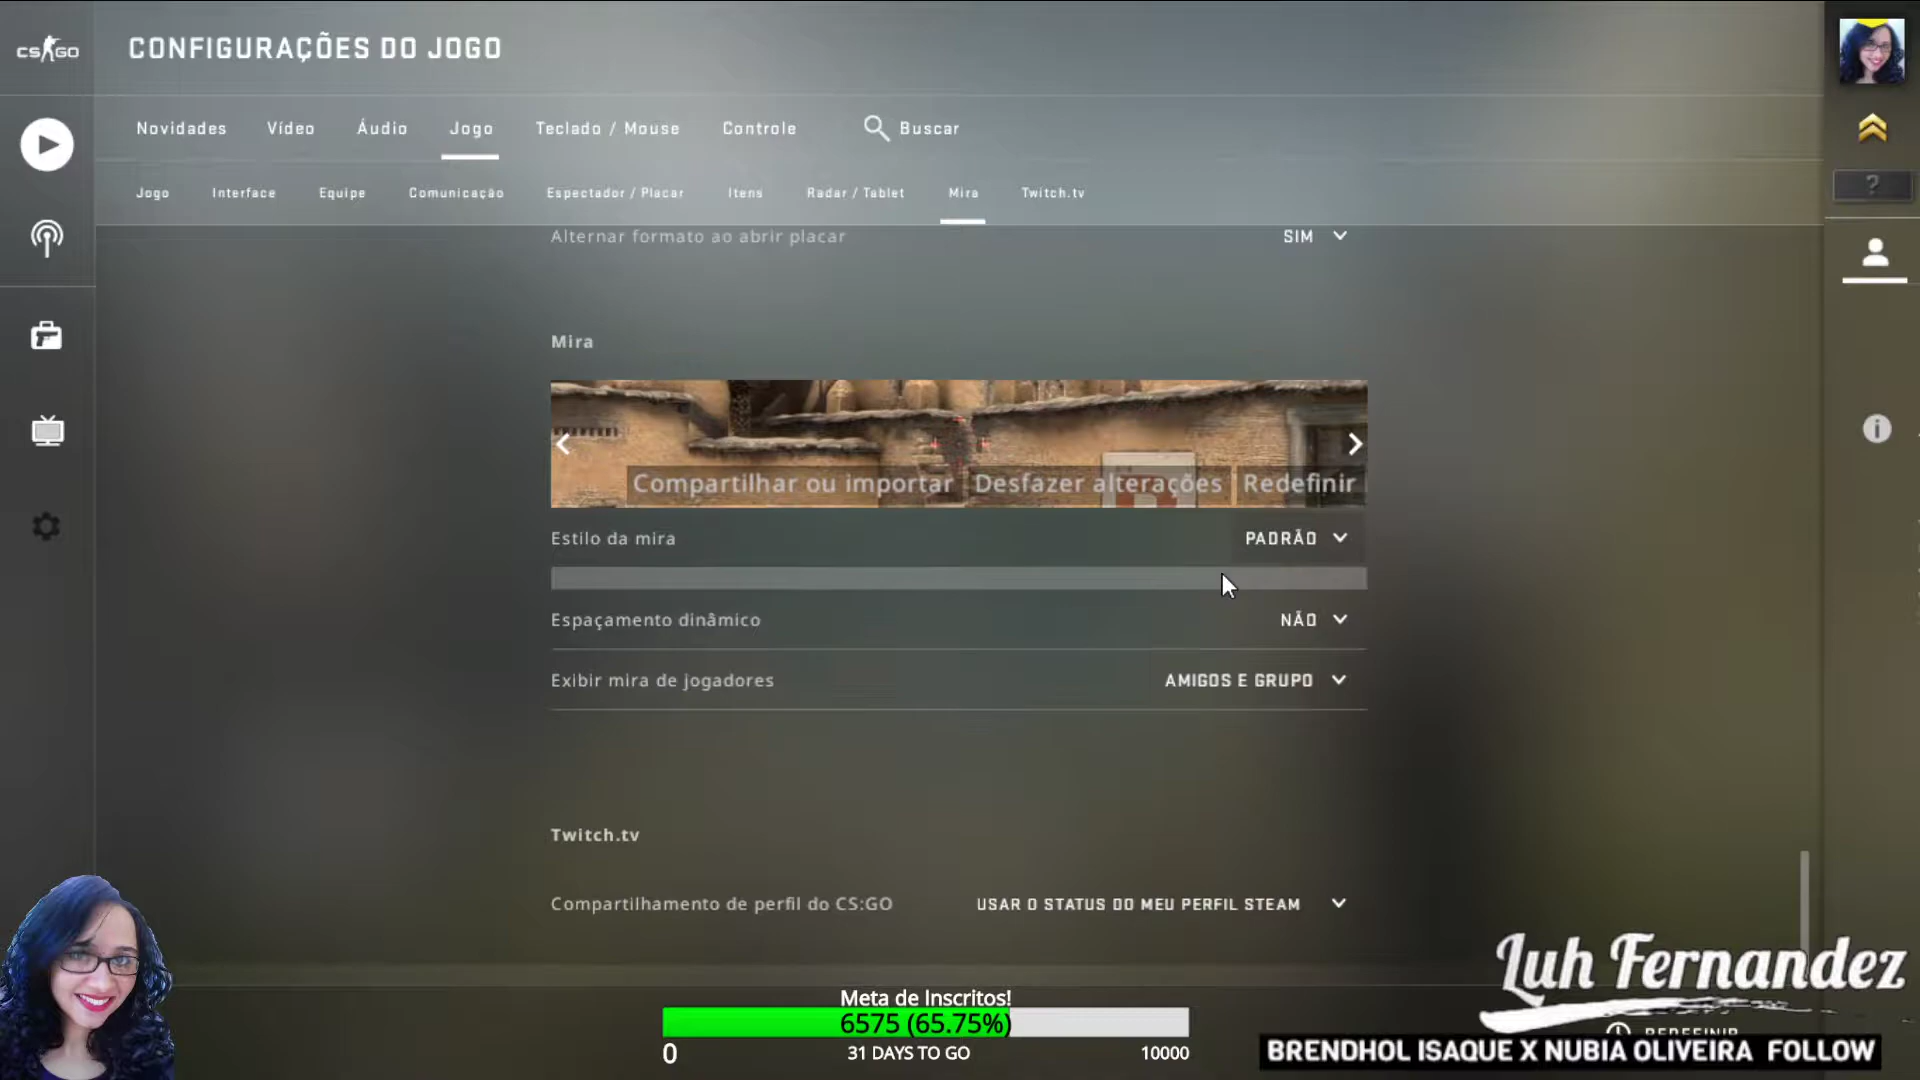 CS GO
CONFIGURAÇÕES DO JOGO
Novidades Vídeo Áudio Jogo Teclado / Mouse Controle Buscar
?
Jogo Interface Equipe Comunicação Espectador / Placar Itens Radar / Tablet Mira Twitch.tv
Alternar formato ao abrir placar SIM
Mira
Compartilhar ou importar Desfazer alterações Redefinir
Estilo da mira PADRÃO
Espaçamento dinâmico NÃO
Exibir mira de jogadores AMIGOS E GRUPO
Twitch.tv
Compartilhamento de perfil do CS:GO USAR O STATUS DO MEU PERFIL STEAM
Luh Fernandez
Meta de Inscritos!
6575 (65.75%)
REDEFINIR
0 31 DAYS TO GO 10000
BRENDHOL ISAQUE X NUBIA OLIVEIRA FOLLOW